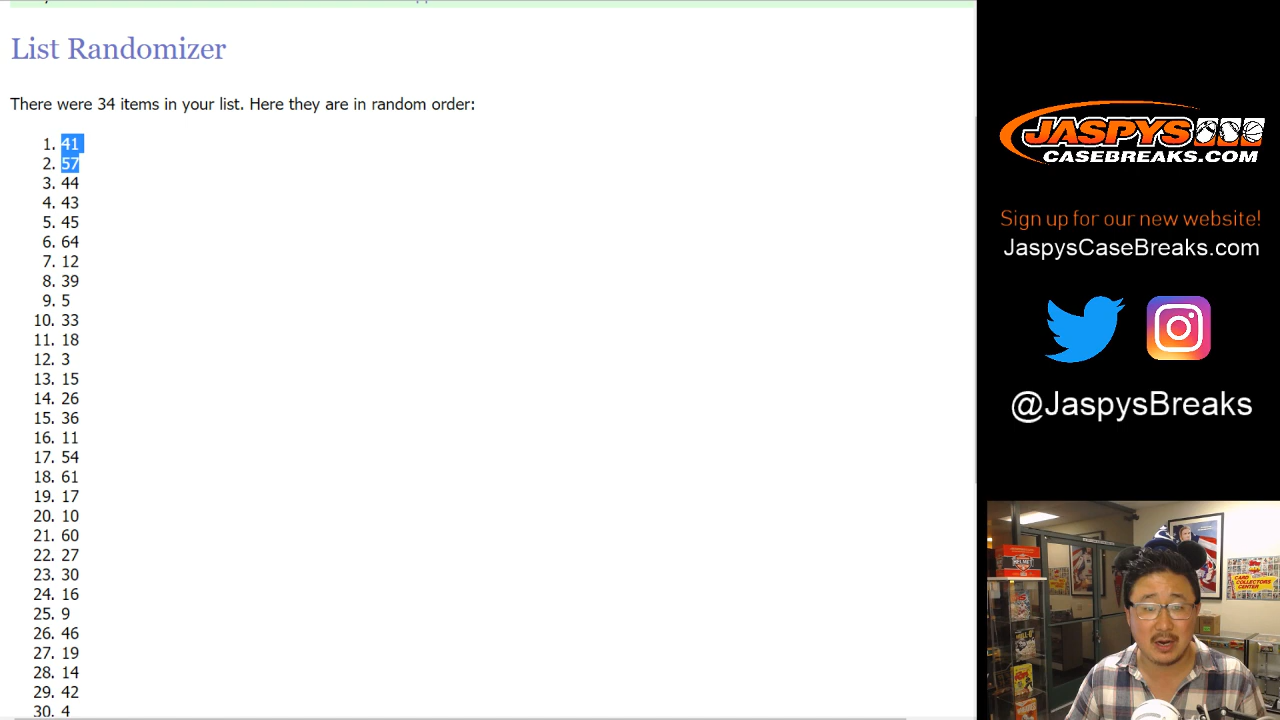 List Randomizer
There were 34 items in your list. Here they are in random order:
1. 41
2. 57
3. 44
4. 43
5. 45
6. 64
7. 12
8. 39
9. 5
10. 33
11. 18
12. 3
13. 15
14. 26
15. 36
16. 11
17. 54
18. 61
19. 17
20. 10
21. 60
22. 27
23. 30
24. 16
25. 9
26. 46
27. 19
28. 14
29. 42
30. 4
JASPYS
CASEBREAKS.COM
Sign up for our new website!
JaspysCaseBreaks.com
@JaspysBreaks
HELMET
CARD
COLLECTORS
CENTER